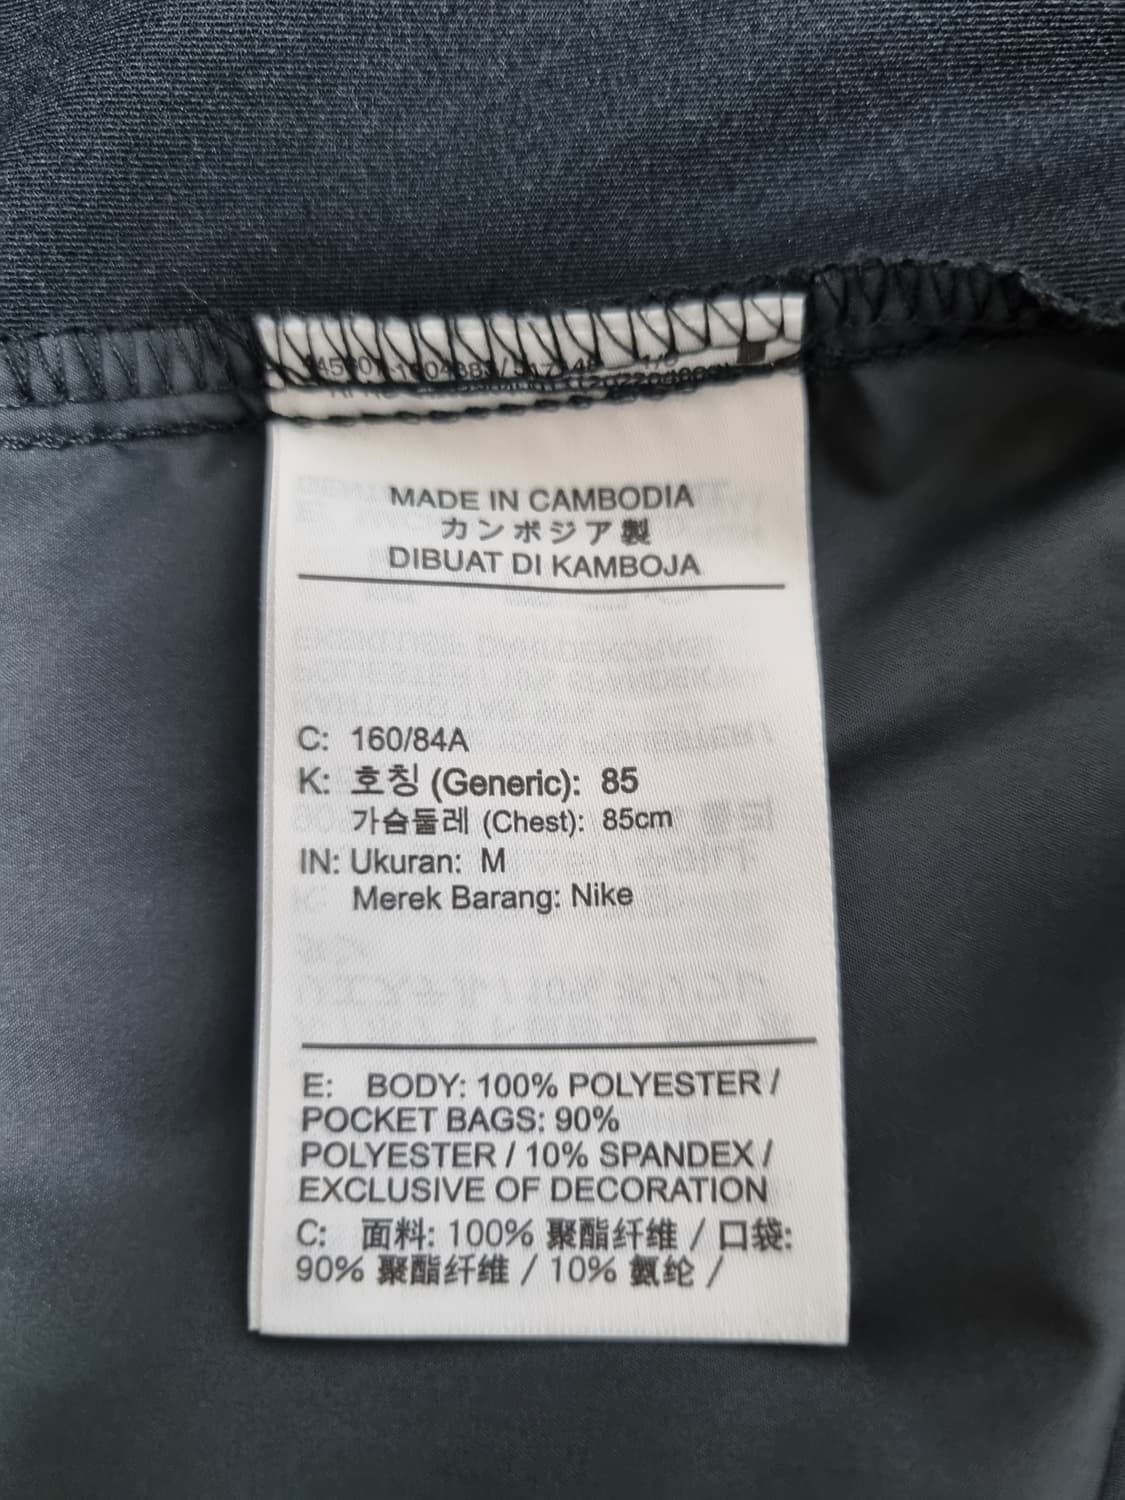 MADE IN CAMBODIA
カンボジア製
DIBUAT DI KAMBOJA
C: 160/84A
K: 호칭 (Generic): 85
가슴둘레 (Chest): 85cm
IN: Ukuran: M
Merek Barang: Nike
E: BODY: 100% POLYESTER /
POCKET BAGS: 90%
POLYESTER / 10% SPANDEX /
EXCLUSIVE OF DECORATION
C: 面料: 100% 聚酯纤维 / 口袋:
90% 聚酯纤维 / 10% 氨纶 /